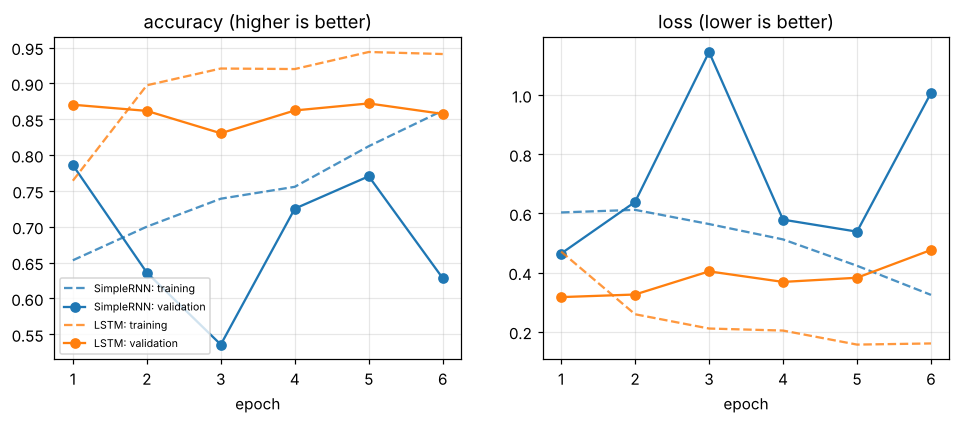 accuracy (higher is better)
0.95
0.90
0.85
0.80
0.75
0.70
0.65
0.60
0.55
SimpleRNN: training
SimpleRNN: validation
LSTM: training
LSTM: validation
1 2 3 4 5 6
epoch
loss (lower is better)
1.0
0.8
0.6
0.4
0.2
1 2 3 4 5 6
epoch